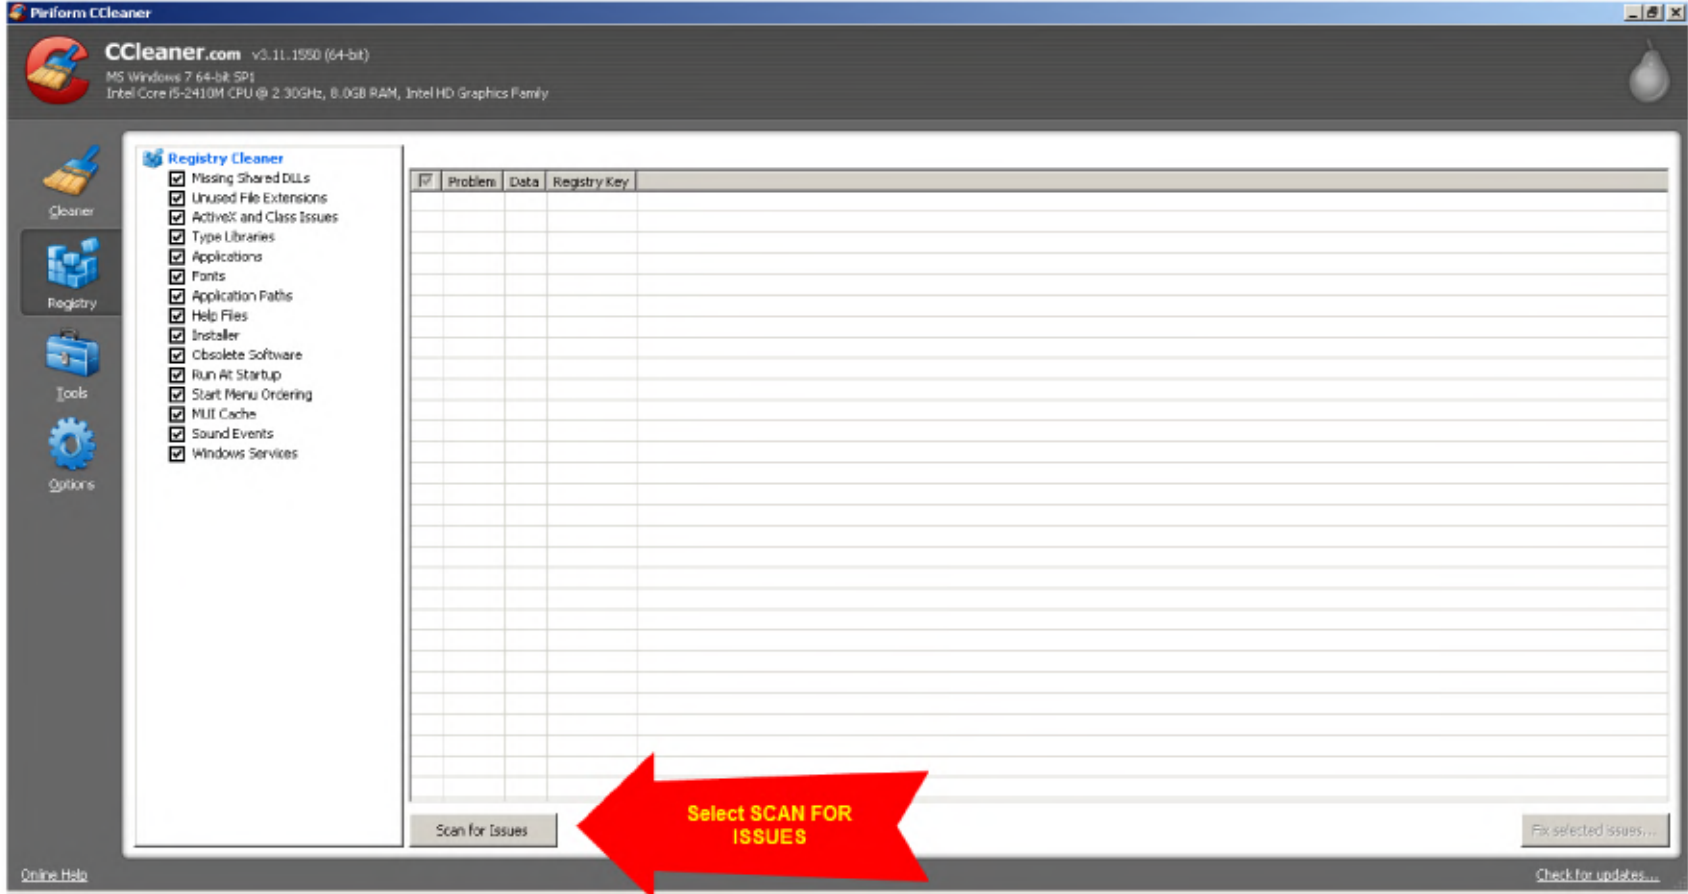 Piriform CCleaner
CCleaner.com v3.11.1550 (64-bit)
MS Windows 7 64-bit SP1
Intel Core i5-2410M CPU @ 2.30GHz, 8.0GB RAM, Intel HD Graphics Family
Cleaner
Registry
Tools
Options
Registry Cleaner
Missing Shared DLLs
Unused File Extensions
ActiveX and Class Issues
Type Libraries
Applications
Fonts
Application Paths
Help Files
Installer
Obsolete Software
Run At Startup
Start Menu Ordering
MUI Cache
Sound Events
Windows Services
Problem Data Registry Key
Scan for Issues
Select SCAN FOR
ISSUES
Fix selected issues...
Online Help
Check for updates...